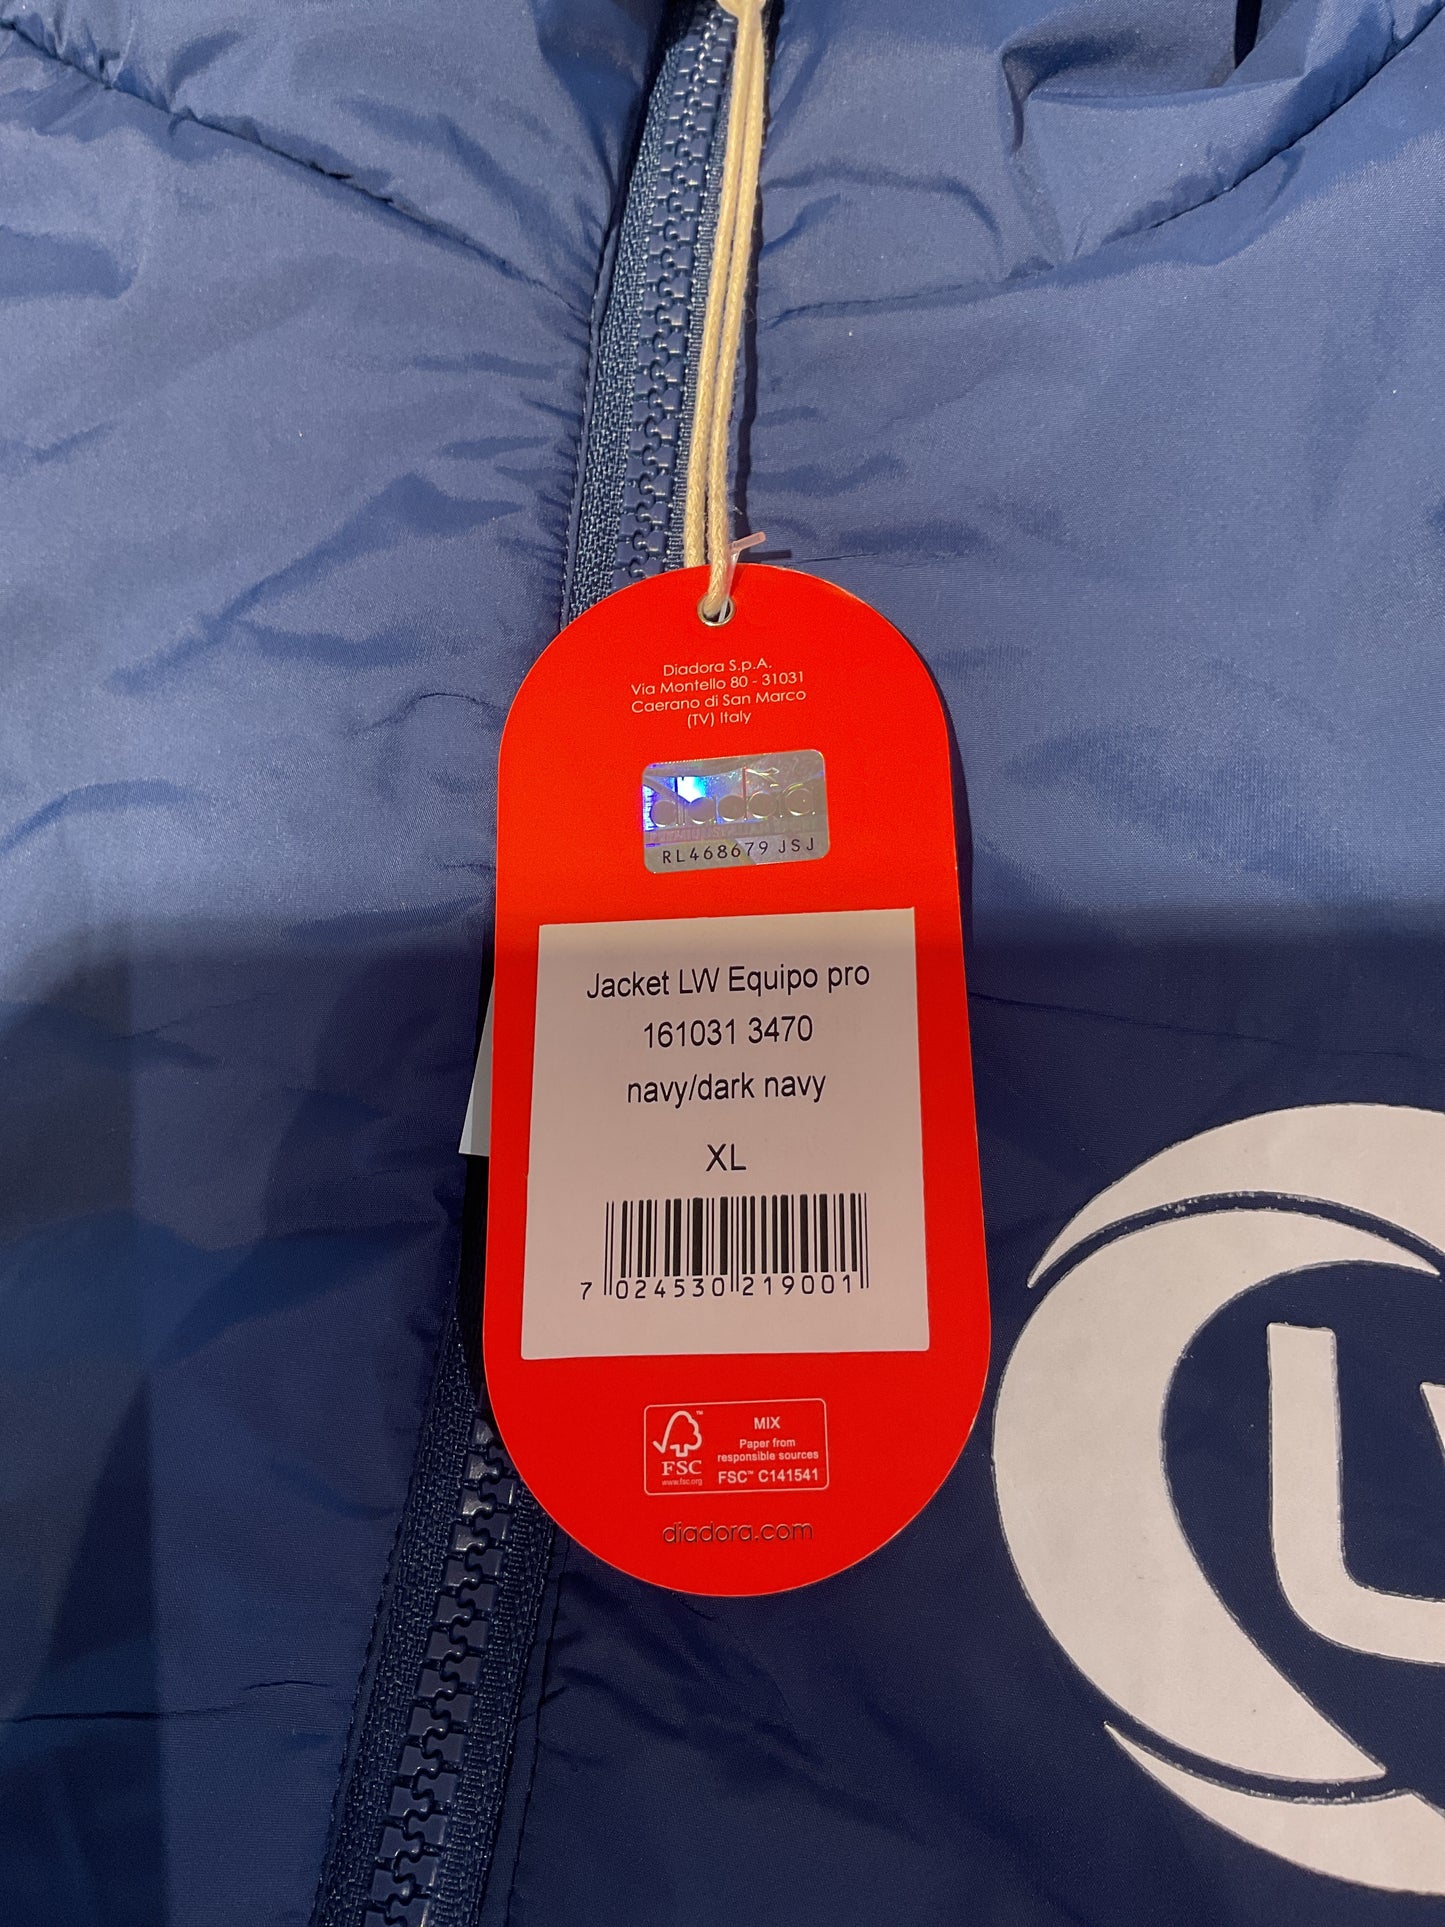 Diadora S.p.A.
Via Montello 80 - 31031
Caerano di San Marco
(TV) Italy
diadora
RL468679 JSJ
Jacket LW Equipo pro
161031 3470
navy/dark navy
XL
7 024530 219001
FSC™
www.fsc.org
MIX
Paper from
responsible sources
FSC™ C141541
diadora.com